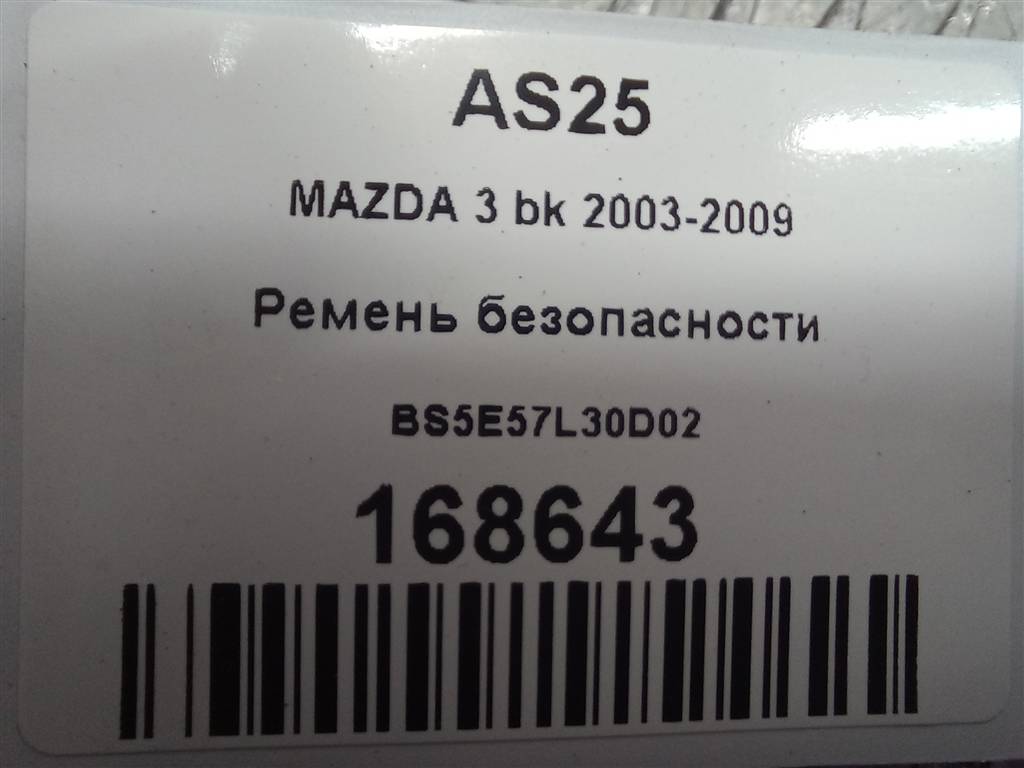 AS25
MAZDA 3 bk 2003-2009
Ремень безопасности
BS5E57L30D02
168643